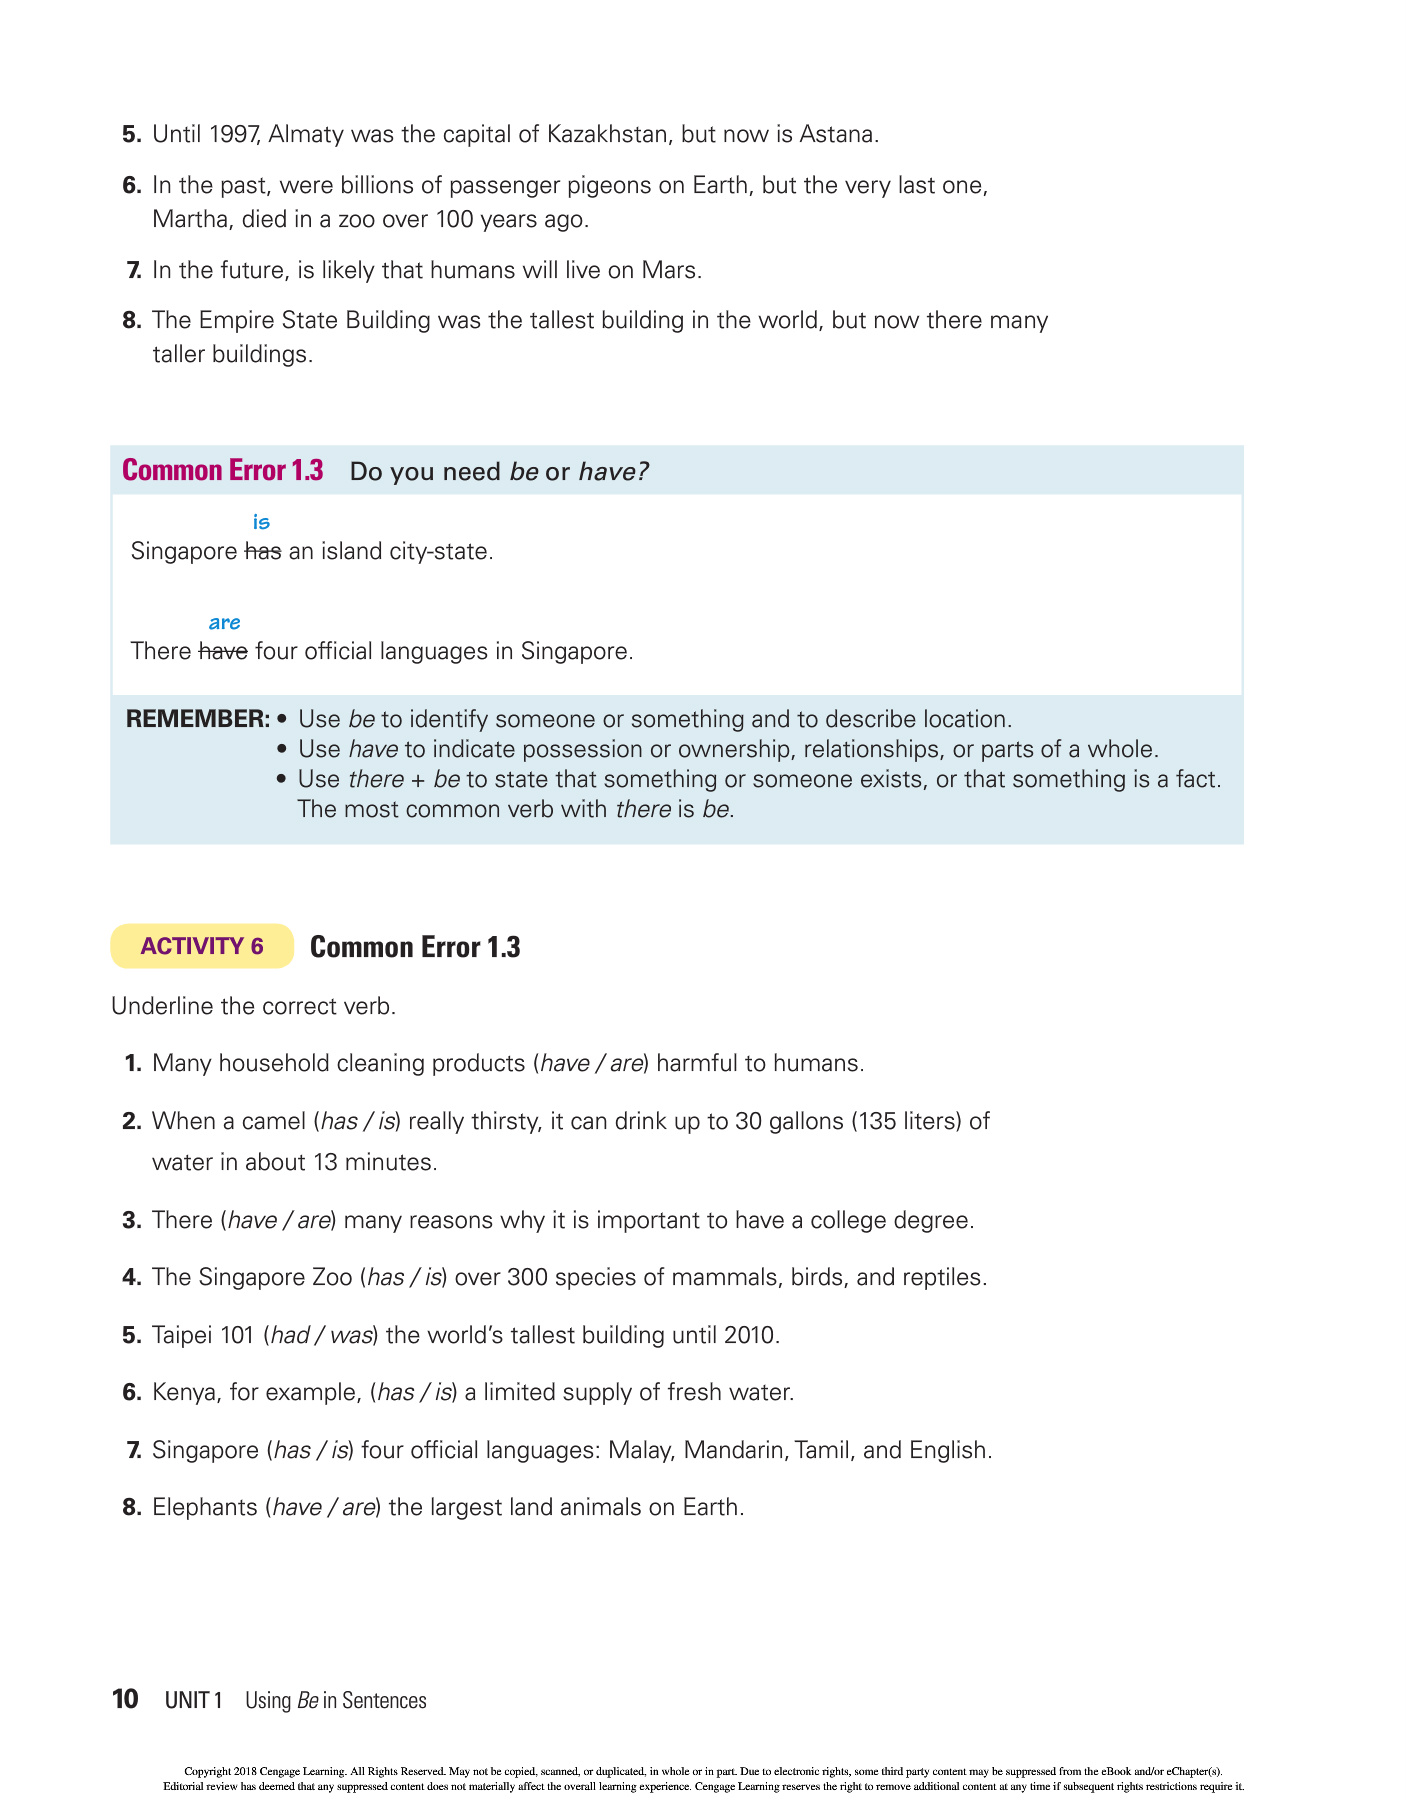 5. Until 1997, Almaty was the capital of Kazakhstan, but now is Astana.
6. In the past, were billions of passenger pigeons on Earth, but the very last one,
Martha, died in a zoo over 100 years ago.
7. In the future, is likely that humans will live on Mars.
8. The Empire State Building was the tallest building in the world, but now there many
taller buildings.
Common Error 1.3 Do you need be or have?
is
Singapore has an island city-state.
are
There have four official languages in Singapore.
REMEMBER: • Use be to identify someone or something and to describe location.
• Use have to indicate possession or ownership, relationships, or parts of a whole.
• Use there + be to state that something or someone exists, or that something is a fact.
The most common verb with there is be.
ACTIVITY 6 Common Error 1.3
Underline the correct verb.
1. Many household cleaning products (have / are) harmful to humans.
2. When a camel (has / is) really thirsty, it can drink up to 30 gallons (135 liters) of
water in about 13 minutes.
3. There (have / are) many reasons why it is important to have a college degree.
4. The Singapore Zoo (has / is) over 300 species of mammals, birds, and reptiles.
5. Taipei 101 (had / was) the world's tallest building until 2010.
6. Kenya, for example, (has / is) a limited supply of fresh water.
7. Singapore (has / is) four official languages: Malay, Mandarin, Tamil, and English.
8. Elephants (have / are) the largest land animals on Earth.
10 UNIT 1 Using Be in Sentences
Copyright 2018 Cengage Learning. All Rights Reserved. May not be copied, scanned, or duplicated, in whole or in part. Due to electronic rights, some third party content may be suppressed from the eBook and/or eChapter(s).
Editorial review has deemed that any suppressed content does not materially affect the overall learning experience. Cengage Learning reserves the right to remove additional content at any time if subsequent rights restrictions require it.